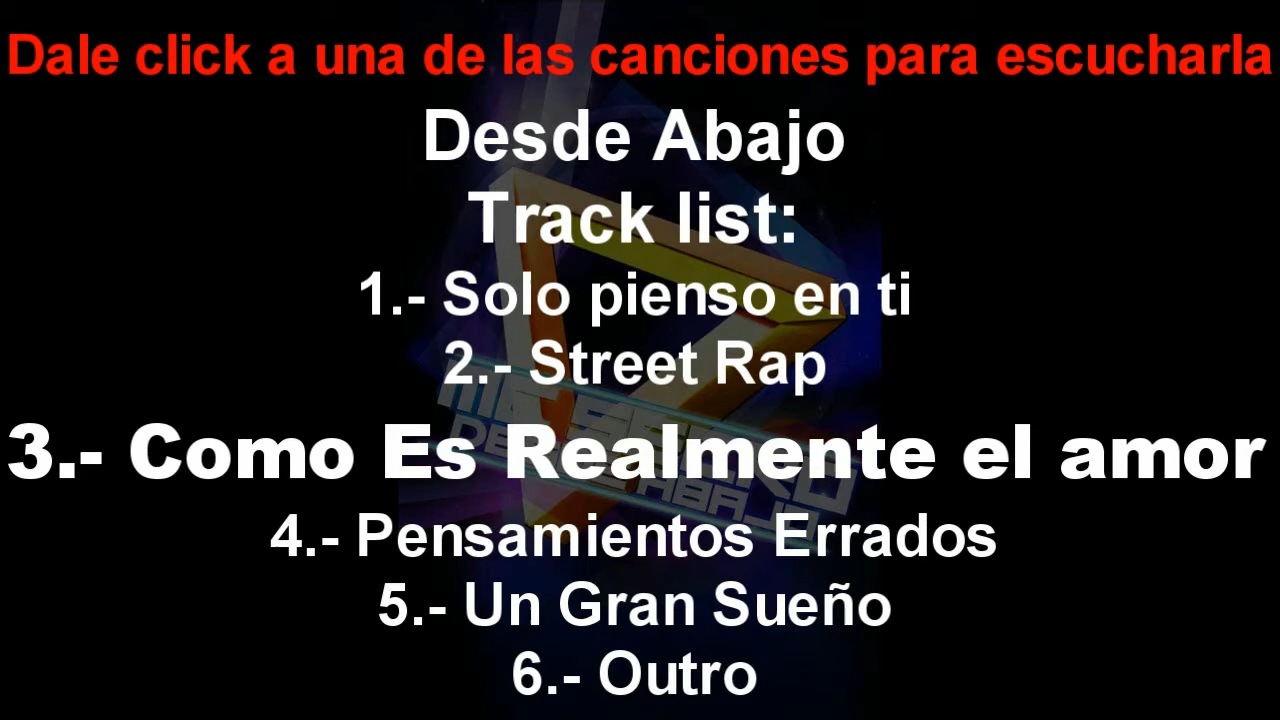 Dale click a una de las canciones para escucharla
Desde Abajo
Track list:
1.- Solo pienso en ti
2.- Street Rap
3.- Como Es Realmente el amor
4.- Pensamientos Errados
5.- Un Gran Sueño
6.- Outro